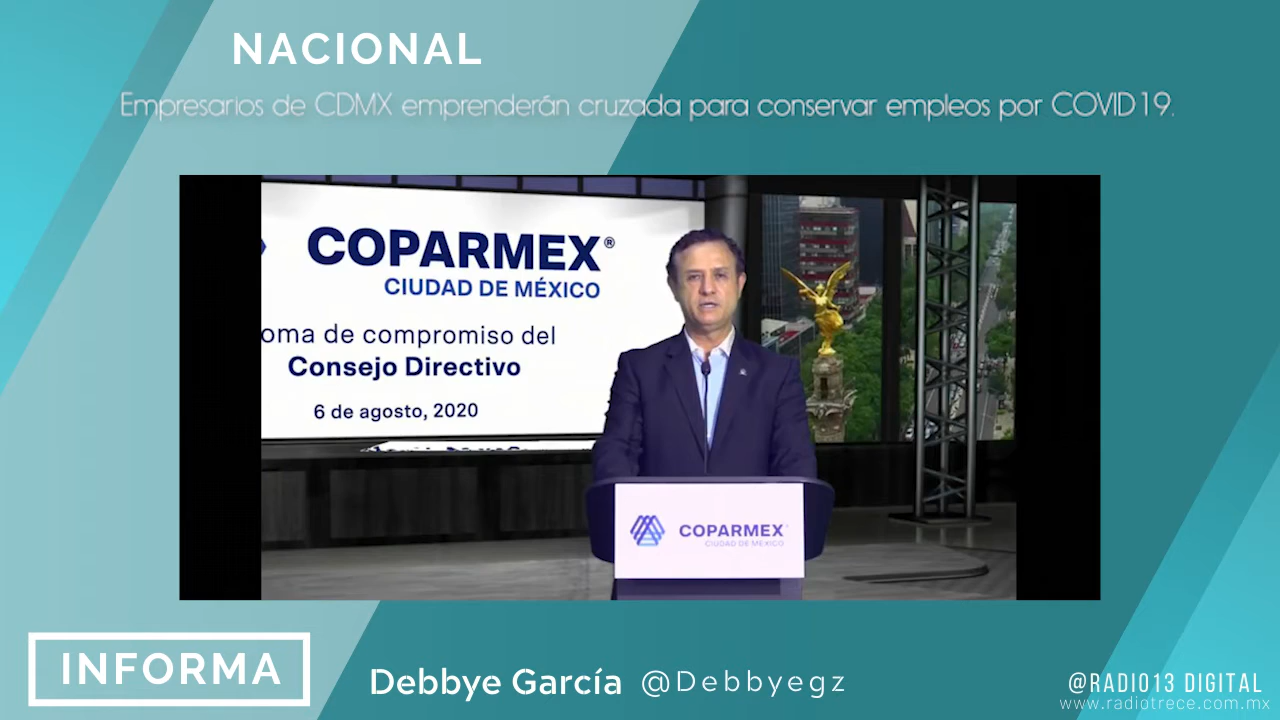 NACIONAL
Empresarios de CDMX emprenderán cruzada para conservar empleos por COVID19.
COPARMEX®
CIUDAD DE MÉXICO
oma de compromiso del
Consejo Directivo
6 de agosto, 2020
COPARMEX
CIUDAD DE MÉXICO
INFORMA
Debbye García @Debbyegz
@RADIO13 DIGITAL
www.radiotrece.com.mx